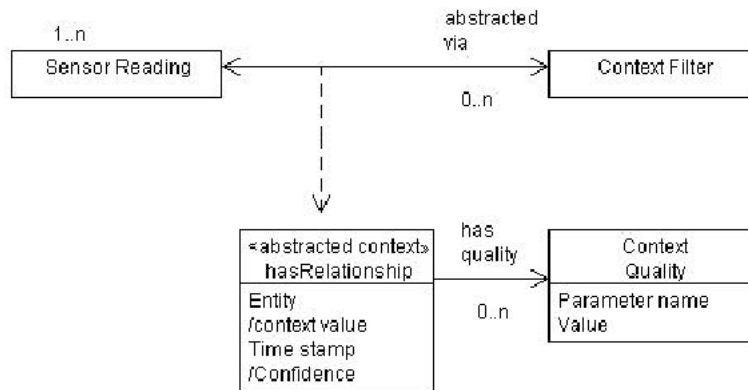 1..n
abstracted
via
Sensor Reading
Context Filter
0..n
«abstracted context»
hasRelationship
Entity
/context value
Time stamp
/Confidence
has
quality
0..n
Context
Quality
Parameter name
Value